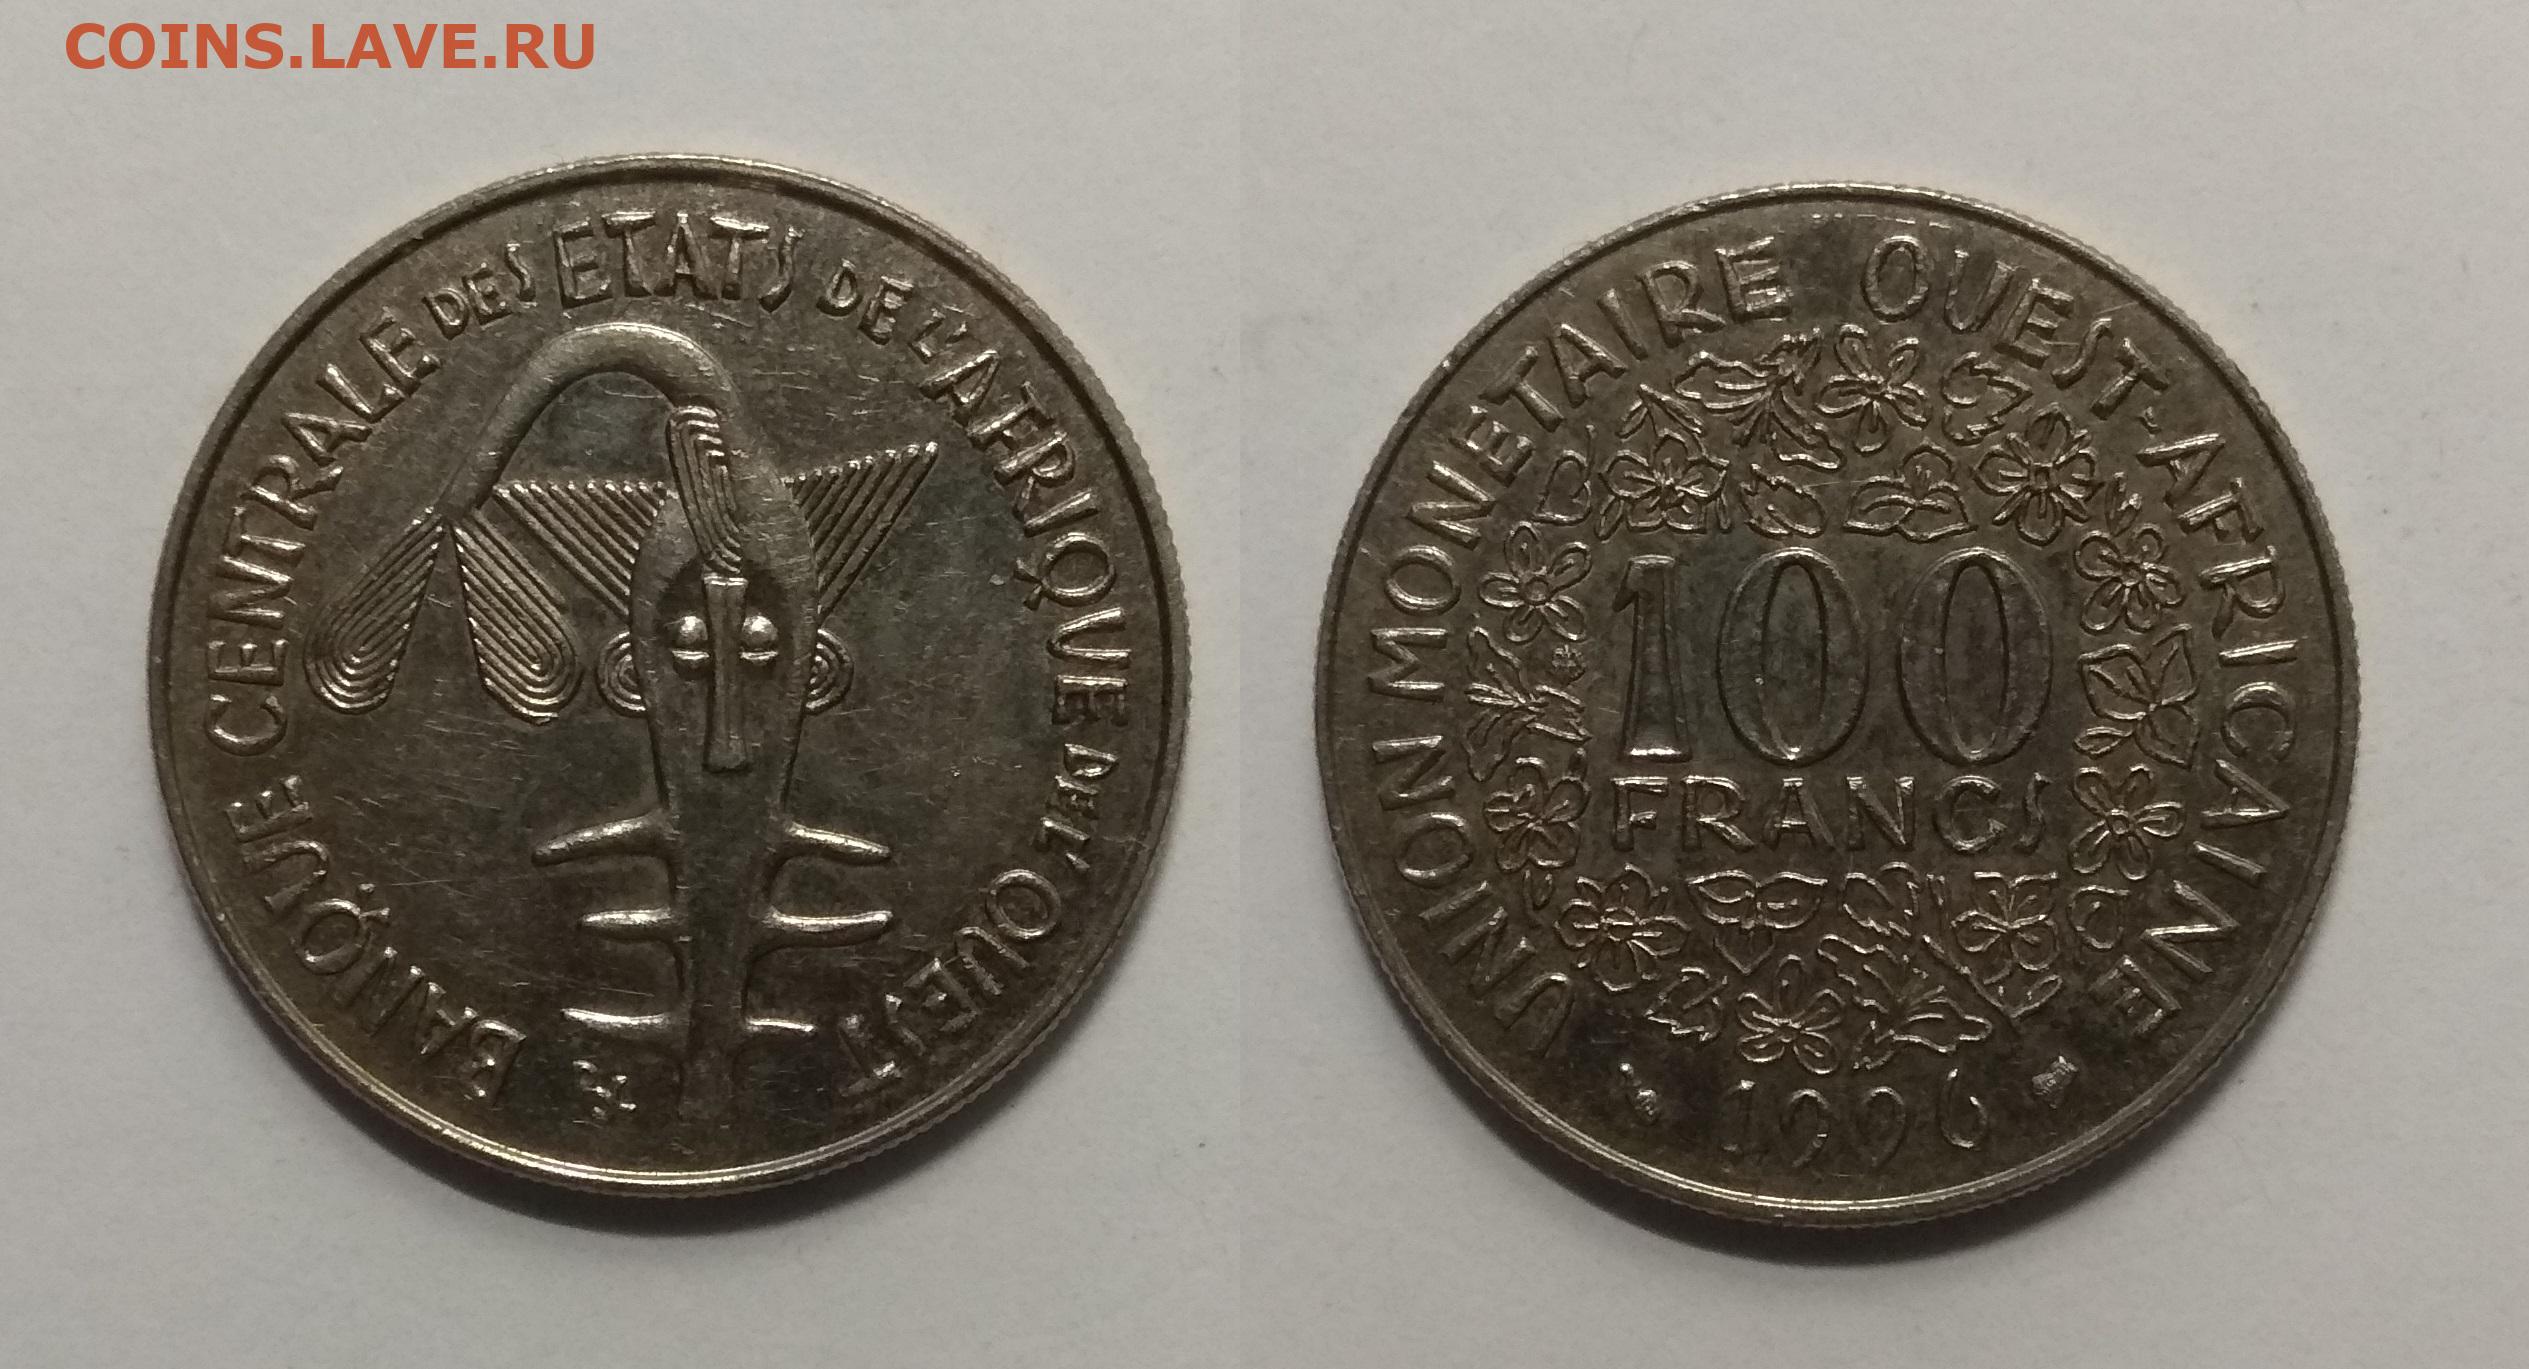 COINS.LAVE.RU
BANQUE CENTRALE DES ETATS DE L'AFRIQUE DE L'OUEST
UNION MONETAIRE OUEST-AFRICAINE
100
FRANCS
1996